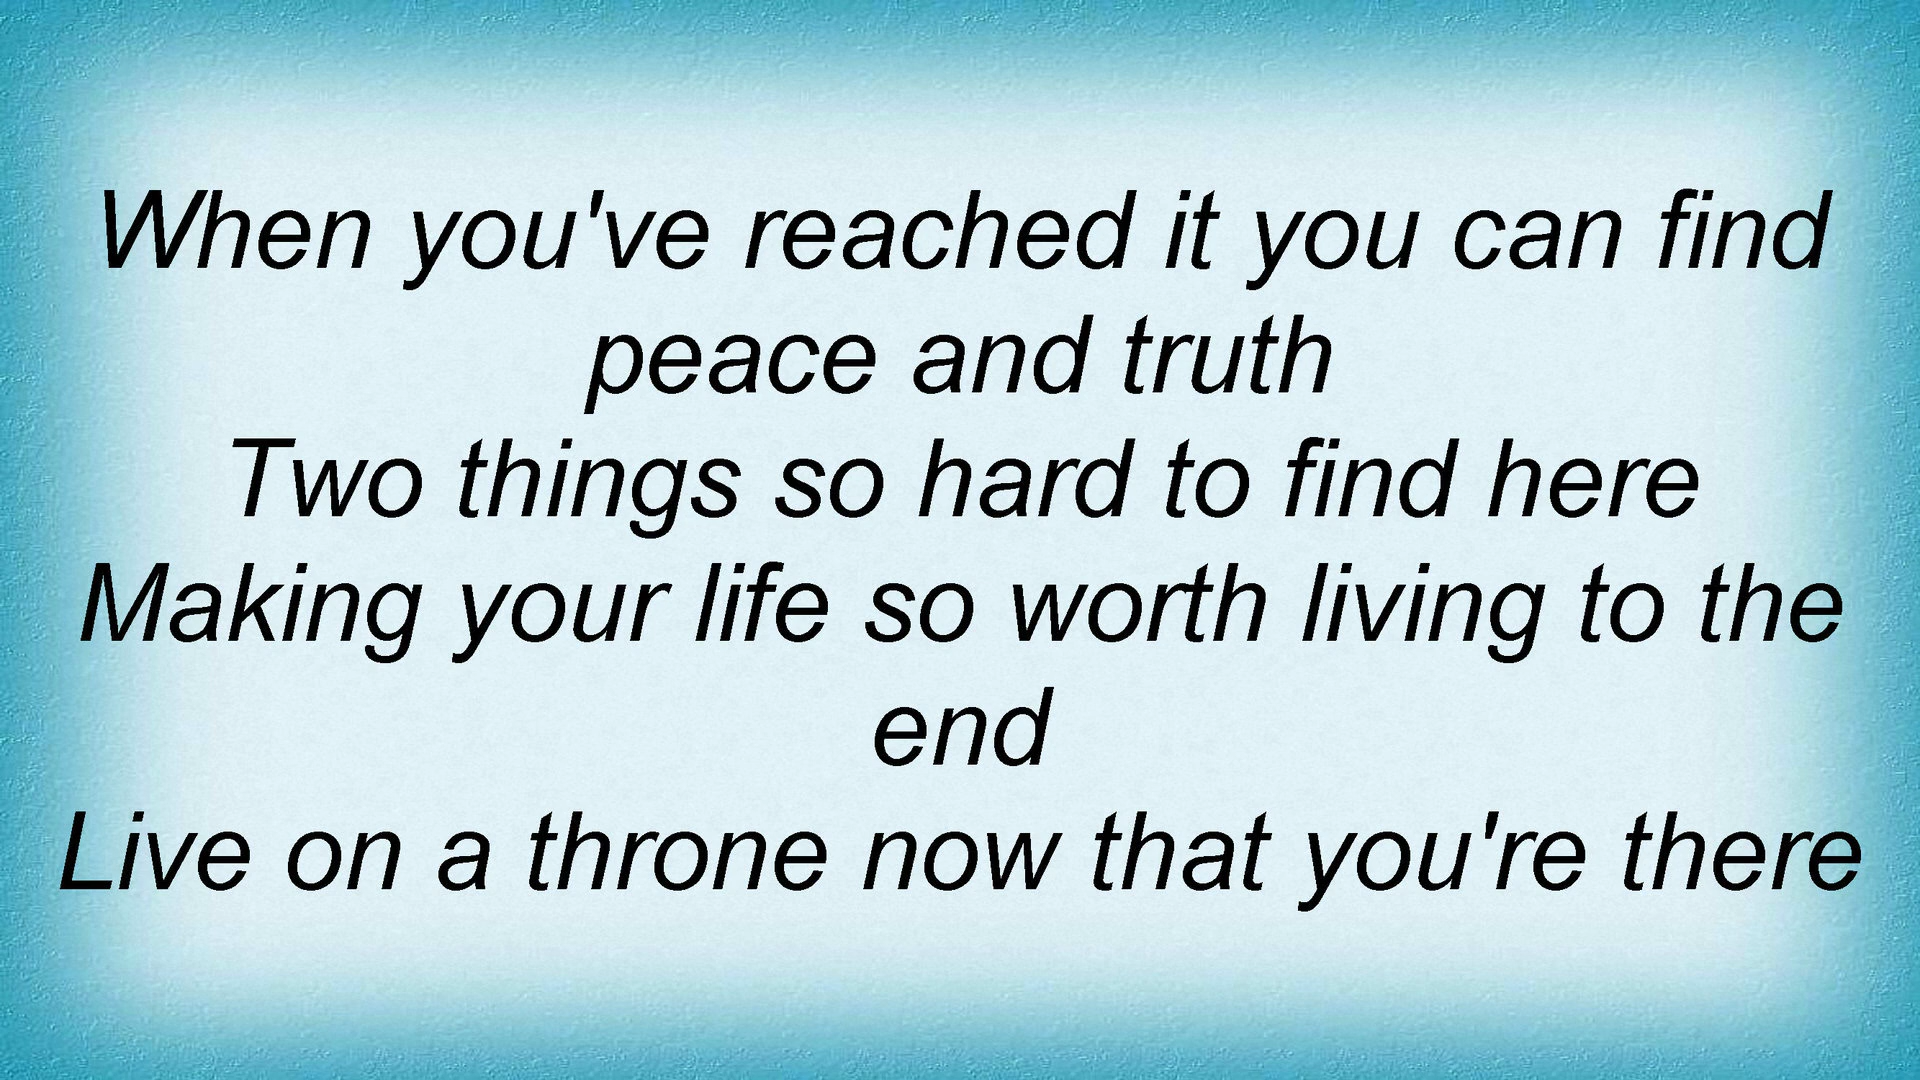 When you've reached it you can find
peace and truth
Two things so hard to find here
Making your life so worth living to the
end
Live on a throne now that you're there